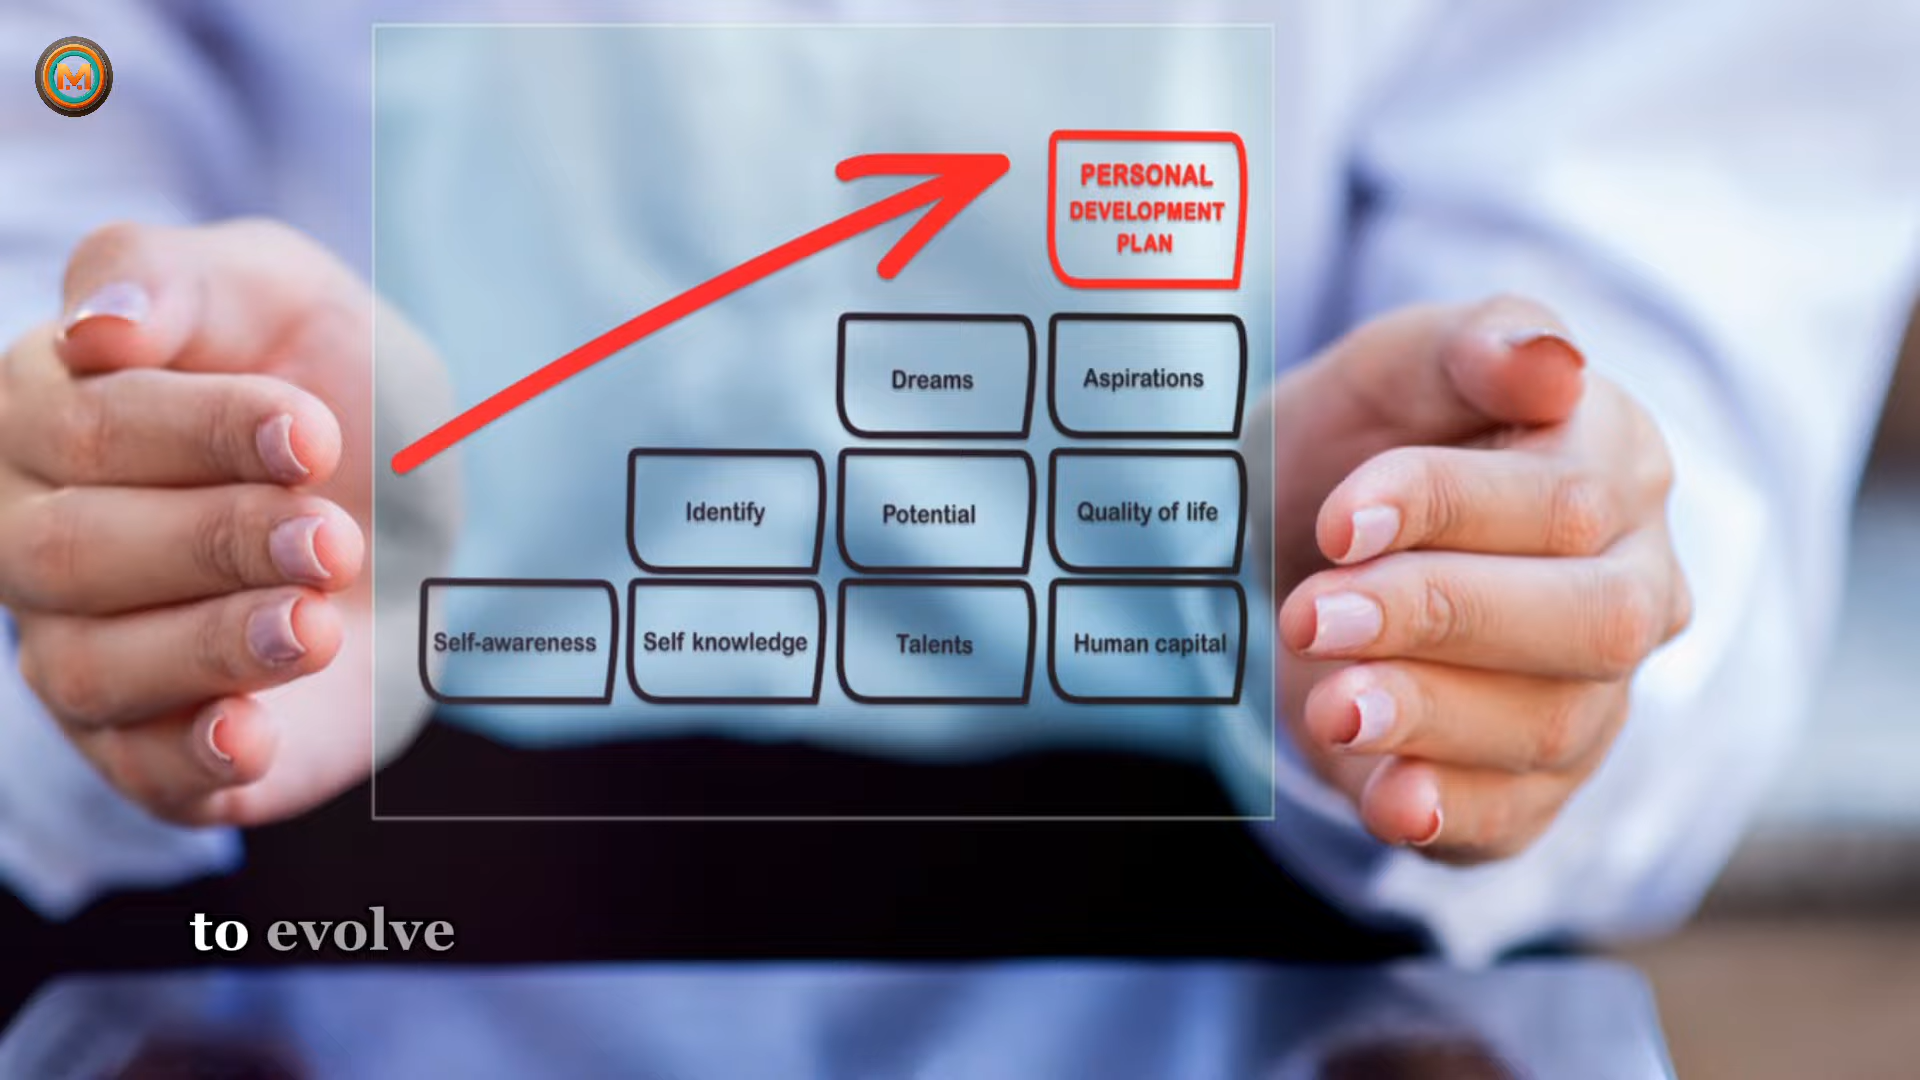 M
PERSONAL
DEVELOPMENT
PLAN
Dreams
Aspirations
Identify
Potential
Quality of life
Self-awareness
Self knowledge
Talents
Human capital
to evolve